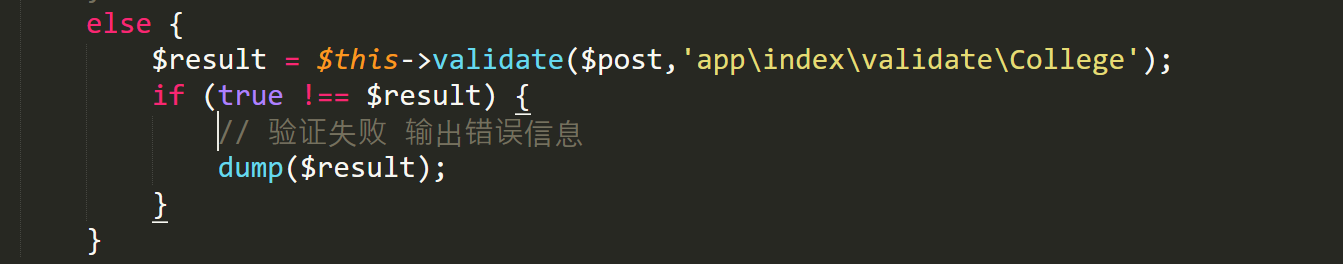 else {
$result = $this->validate($post,'app\index\validate\College');
if (true !== $result) {
// 验证失败 输出错误信息
dump($result);
}
}